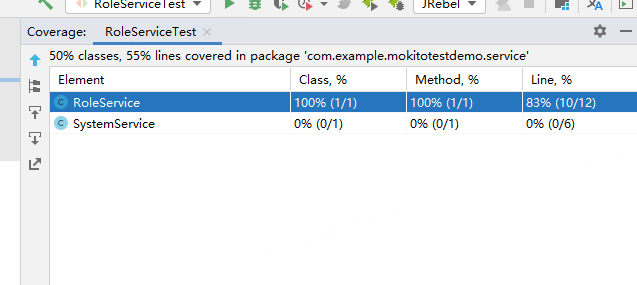 RoleServiceTest
JRebel
Coverage: RoleServiceTest
50% classes, 55% lines covered in package 'com.example.mokitotestdemo.service'
Element Class, % Method, % Line, %
C RoleService 100% (1/1) 100% (1/1) 83% (10/12)
C SystemService 0% (0/1) 0% (0/1) 0% (0/6)